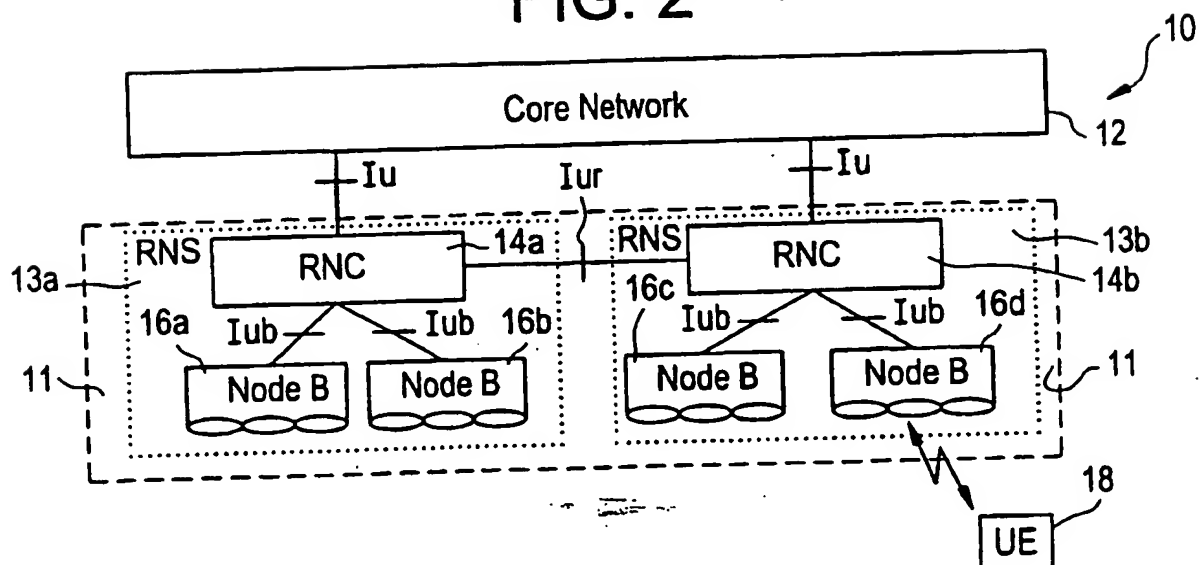 FIG. 2
10
Core Network
12
Iu
Iur
Iu
RNS
RNC
14a
RNS
RNC
13b
13a
14b
16a
Iub
Iub
16b
16c
Iub
Iub
16d
11
Node B
Node B
Node B
Node B
11
18
UE